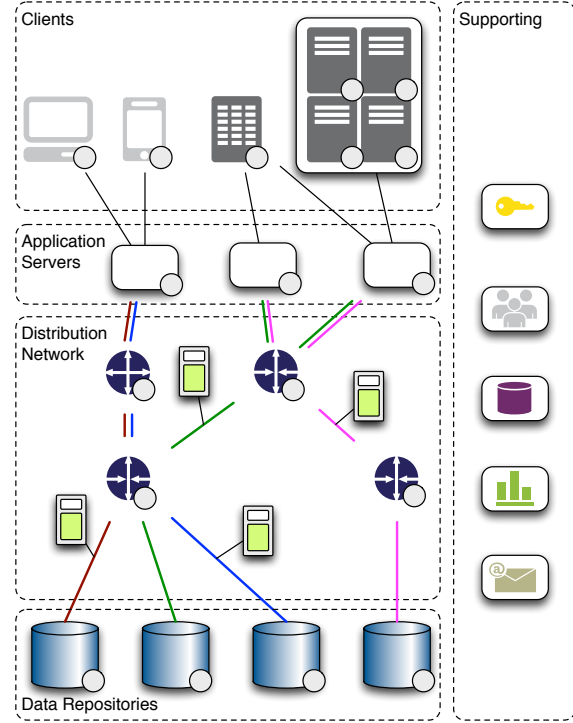 Clients
Supporting
Application
Servers
Distribution
Network
@
Data Repositories